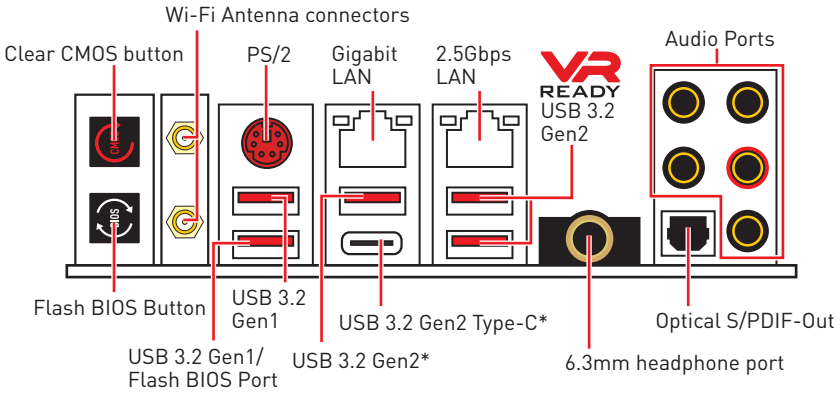 Wi-Fi Antenna connectors
Clear CMOS button
PS/2
Gigabit
LAN
2.5Gbps
LAN
VR
READY
USB 3.2
Gen2
Audio Ports
CMOS
BIOS
Flash BIOS Button
USB 3.2
Gen1
USB 3.2 Gen1/
Flash BIOS Port
USB 3.2 Gen2*
USB 3.2 Gen2 Type-C*
6.3mm headphone port
Optical S/PDIF-Out